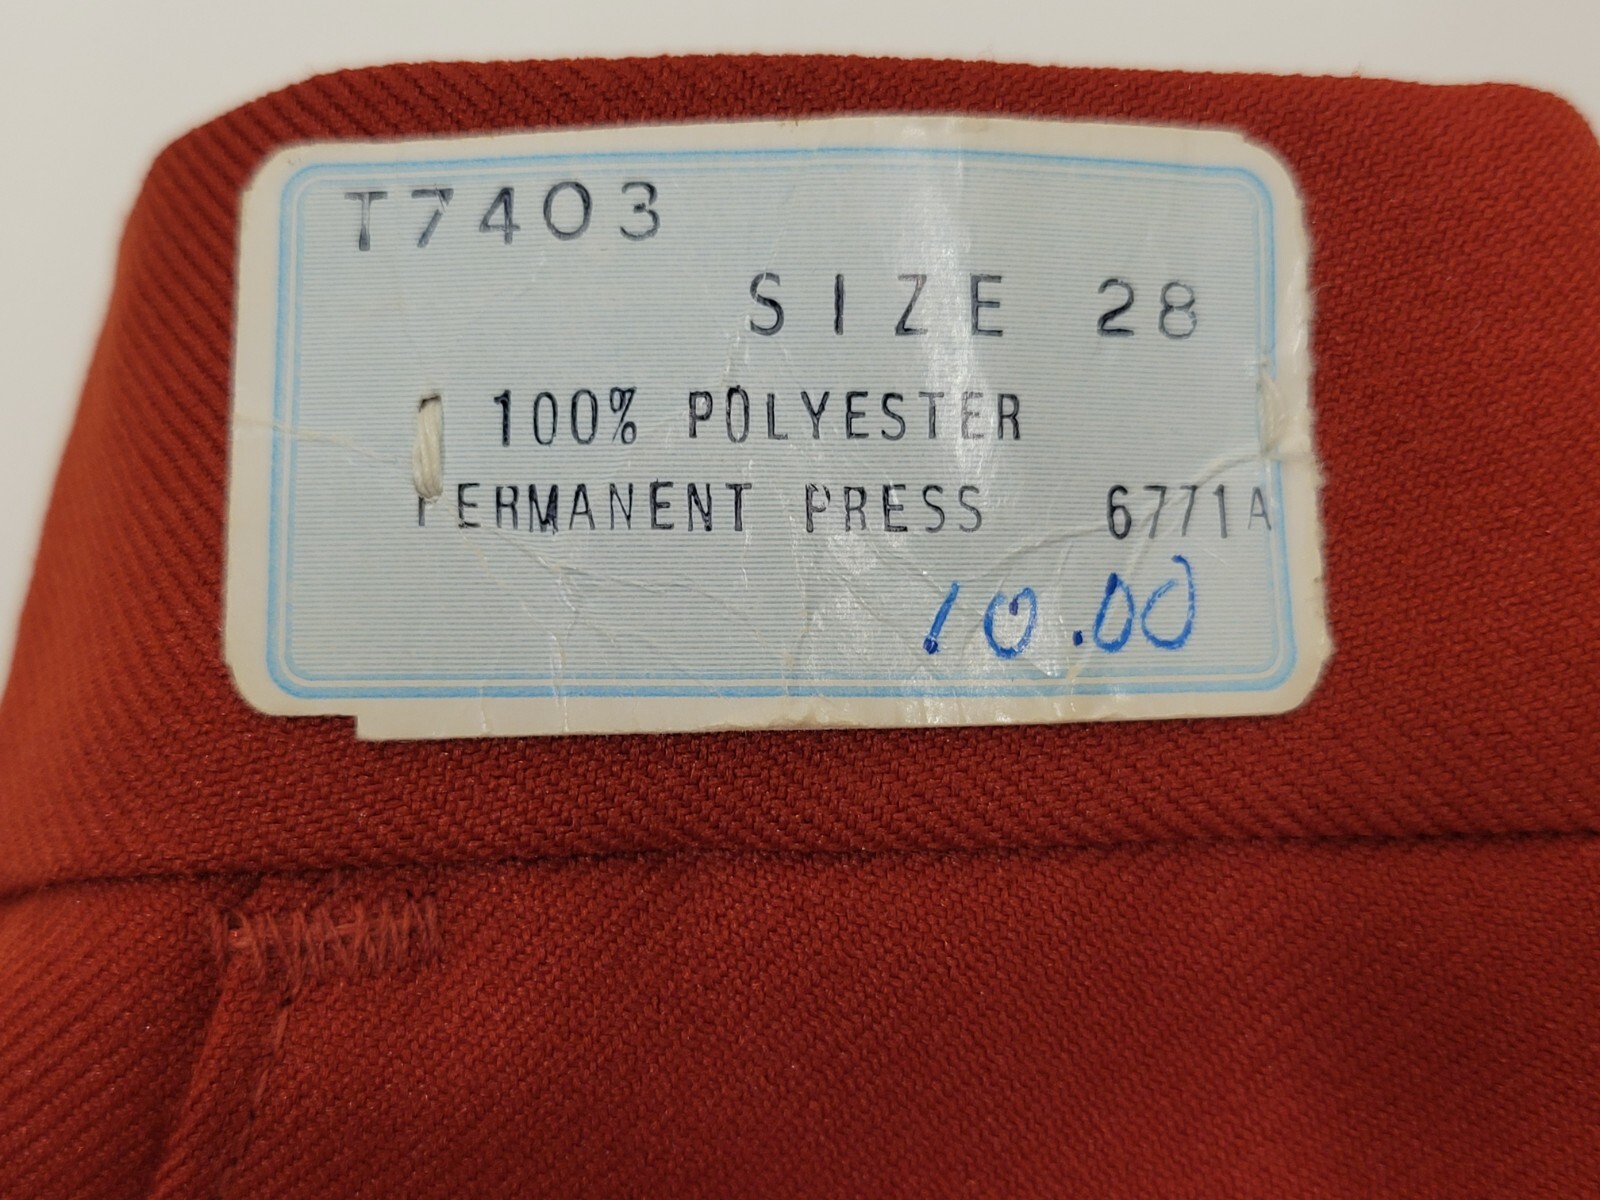 T7403
SIZE 28
100% POLYESTER
PERMANENT PRESS 6771A
10.00